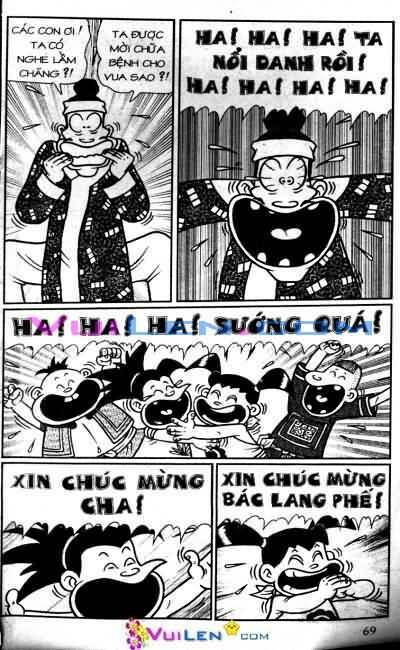 CÁC CON ƠI!
TA CÓ
NGHE LẦM
CHĂNG?!
TA ĐƯỢC
MỜI CHỮA
BỆNH CHO
VUA SAO?!
HA! HA! HA! TA
NỔI DANH RỒI!
HA! HA! HA! HA!
HA! HA! HA! SƯỚNG QUÁ!
XIN CHÚC MỪNG
CHA!
XIN CHÚC MỪNG
BÁC LANG PHẾ!
69
VUILEN.COM